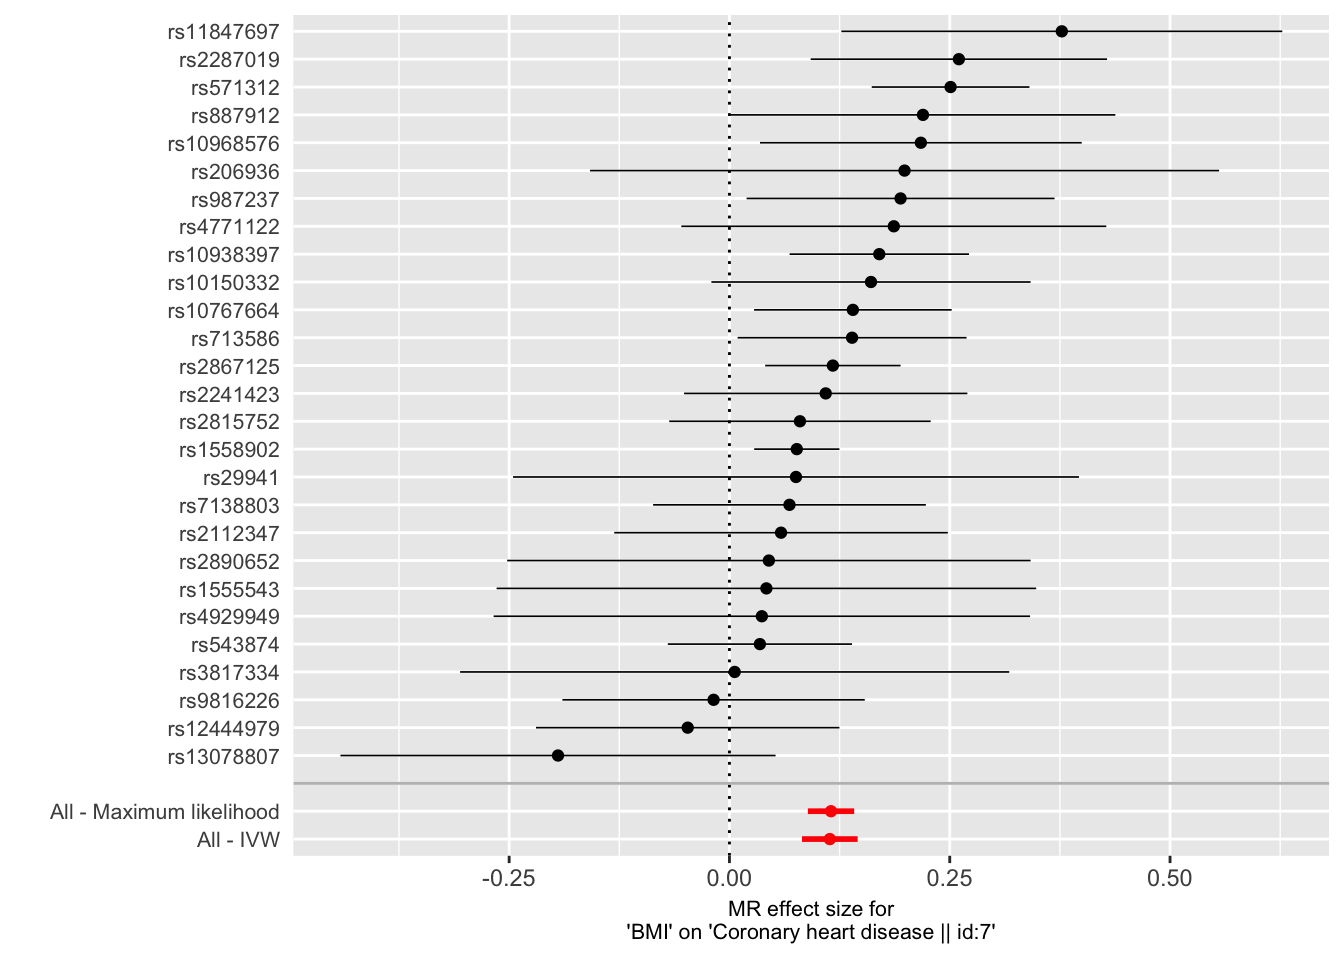 rs11847697
rs2287019
rs571312
rs887912
rs10968576
rs206936
rs987237
rs4771122
rs10938397
rs10150332
rs10767664
rs713586
rs2867125
rs2241423
rs2815752
rs1558902
rs29941
rs7138803
rs2112347
rs2890652
rs1555543
rs4929949
rs543874
rs3817334
rs9816226
rs12444979
rs13078807
All - Maximum likelihood
All - IVW
-0.25 0.00 0.25 0.50
MR effect size for
'BMI' on 'Coronary heart disease || id:7'